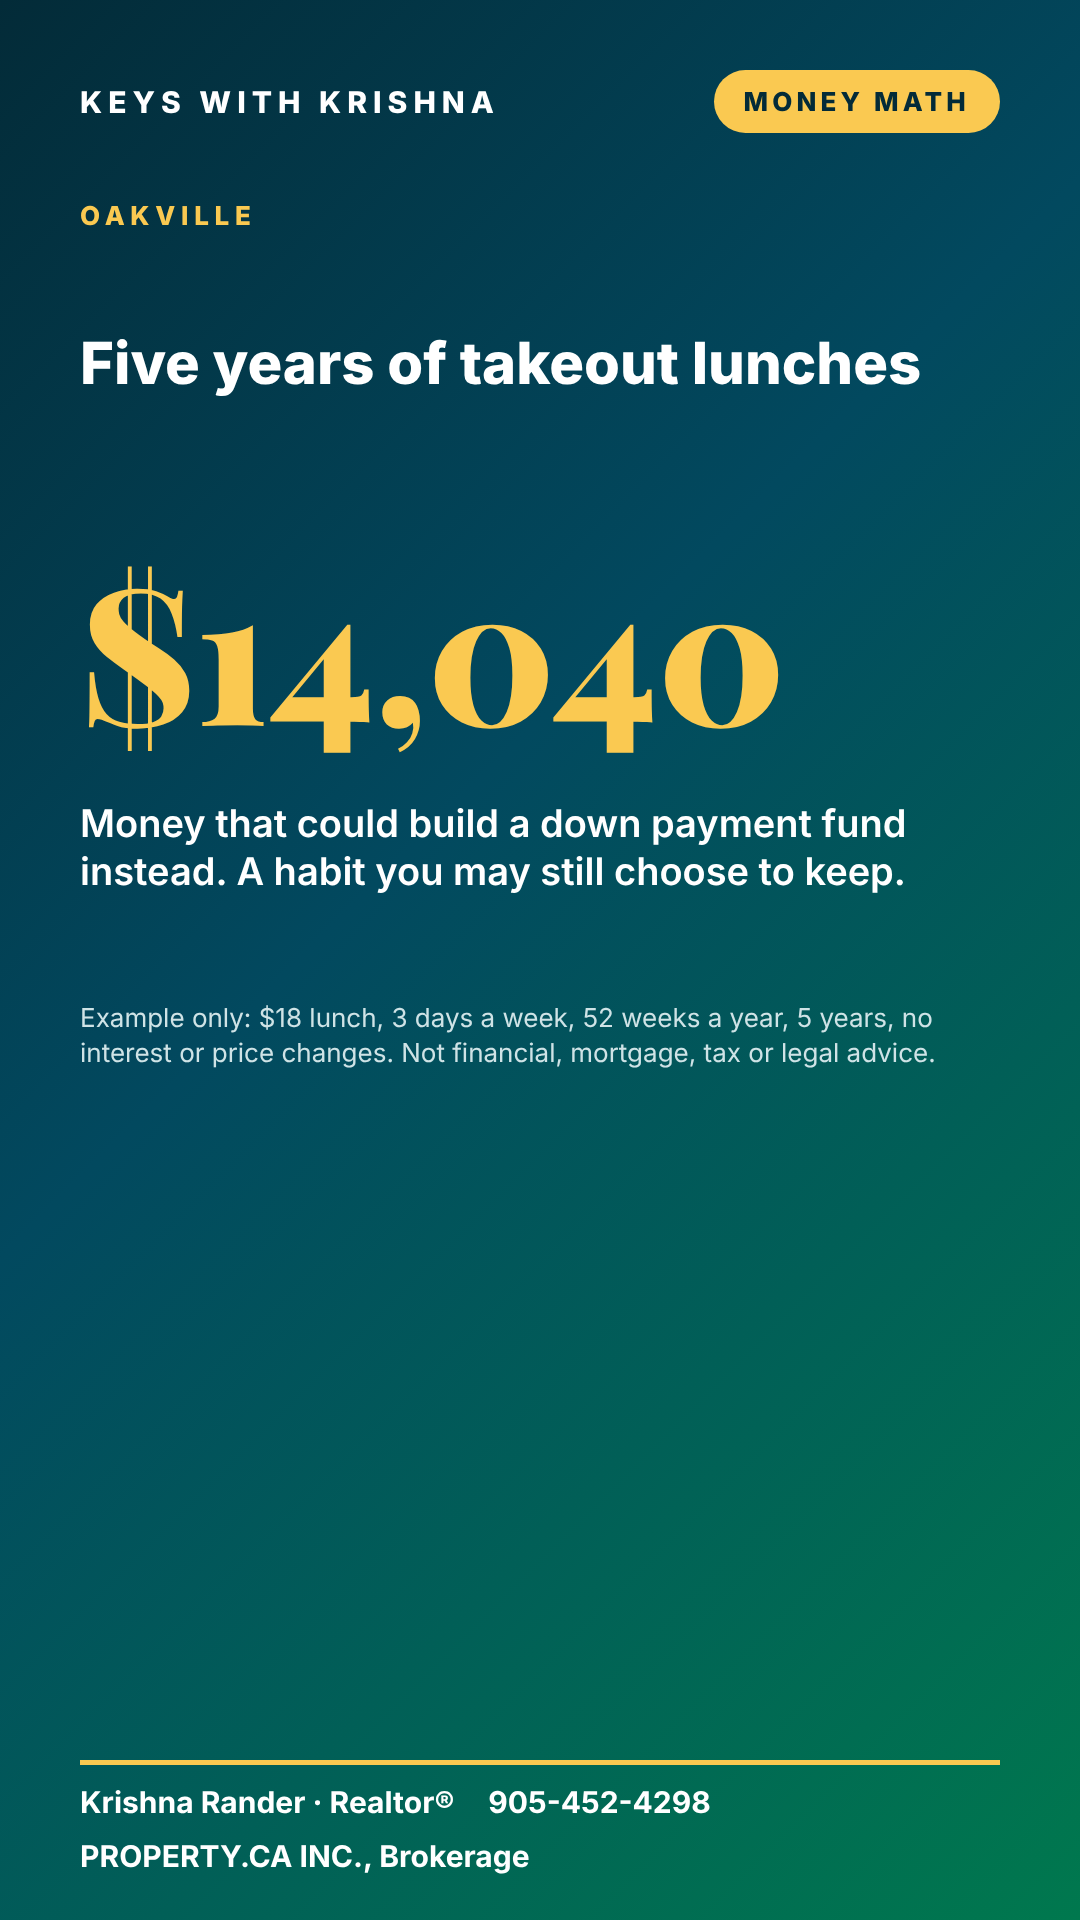 KEYS WITH KRISHNA
MONEY MATH
OAKVILLE
Five years of takeout lunches
$14,040
Money that could build a down payment fund
instead. A habit you may still choose to keep.
Example only: $18 lunch, 3 days a week, 52 weeks a year, 5 years, no
interest or price changes. Not financial, mortgage, tax or legal advice.
Krishna Rander · Realtor® 905-452-4298
PROPERTY.CA INC., Brokerage